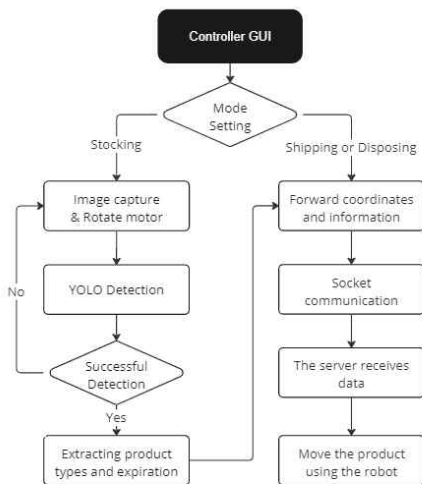 Controller GUI
Mode
Setting
Stocking
Shipping or Disposing
Image capture
& Rotate motor
Forward coordinates
and information
No
YOLO Detection
Socket
communication
Successful
Detection
The server receives
data
Yes
Extracting product
types and expiration
Move the product
using the robot